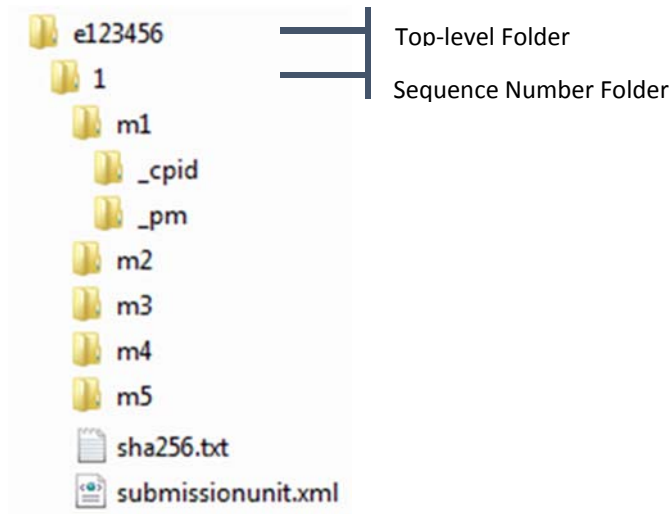 e123456
Top-level Folder
1
Sequence Number Folder
m1
_cpid
_pm
m2
m3
m4
m5
sha256.txt
submissionunit.xml